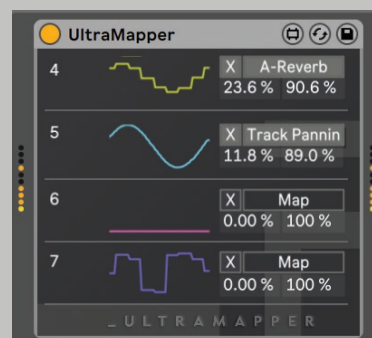 UltraMapper
4 X A-Reverb
23.6 % 90.6 %
5 X Track Pannin
11.8 % 89.0 %
6 X Map
0.00 % 100 %
7 X Map
0.00 % 100 %
_ULTRAMAPPER